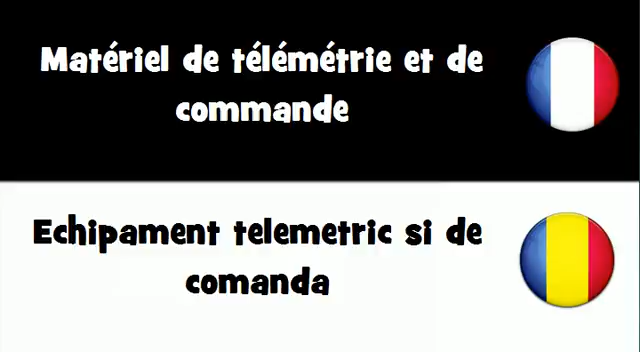 Matériel de télémétrie et de
commande
Echipament telemetric si de
comanda